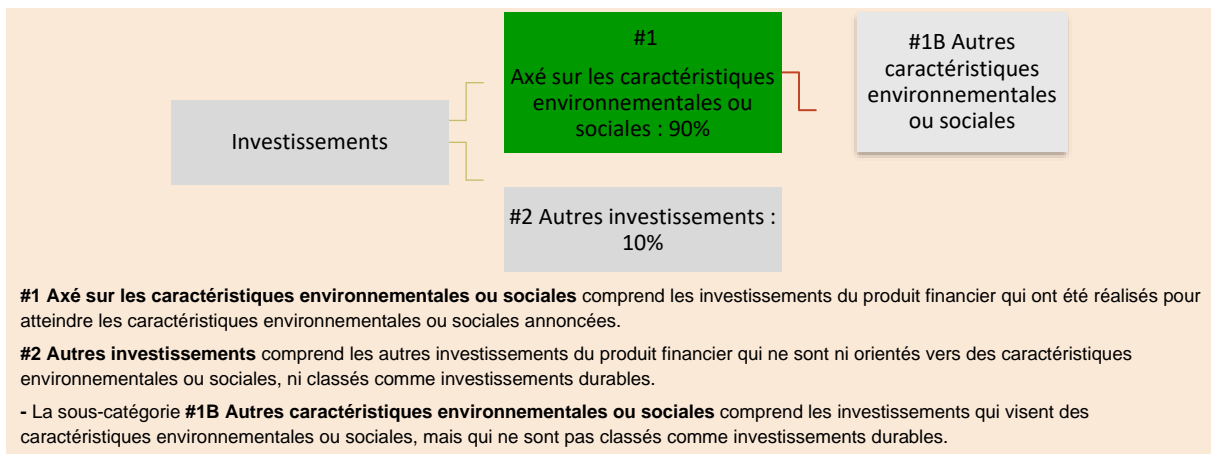 #1
Axé sur les caractéristiques
environnementales ou
sociales : 90%
#1B Autres
caractéristiques
environnementales
ou sociales
Investissements
#2 Autres investissements :
10%
#1 Axé sur les caractéristiques environnementales ou sociales comprend les investissements du produit financier qui ont été réalisés pour
atteindre les caractéristiques environnementales ou sociales annoncées.
#2 Autres investissements comprend les autres investissements du produit financier qui ne sont ni orientés vers des caractéristiques
environnementales ou sociales, ni classés comme investissements durables.
- La sous-catégorie #1B Autres caractéristiques environnementales ou sociales comprend les investissements qui visent des
caractéristiques environnementales ou sociales, mais qui ne sont pas classés comme investissements durables.